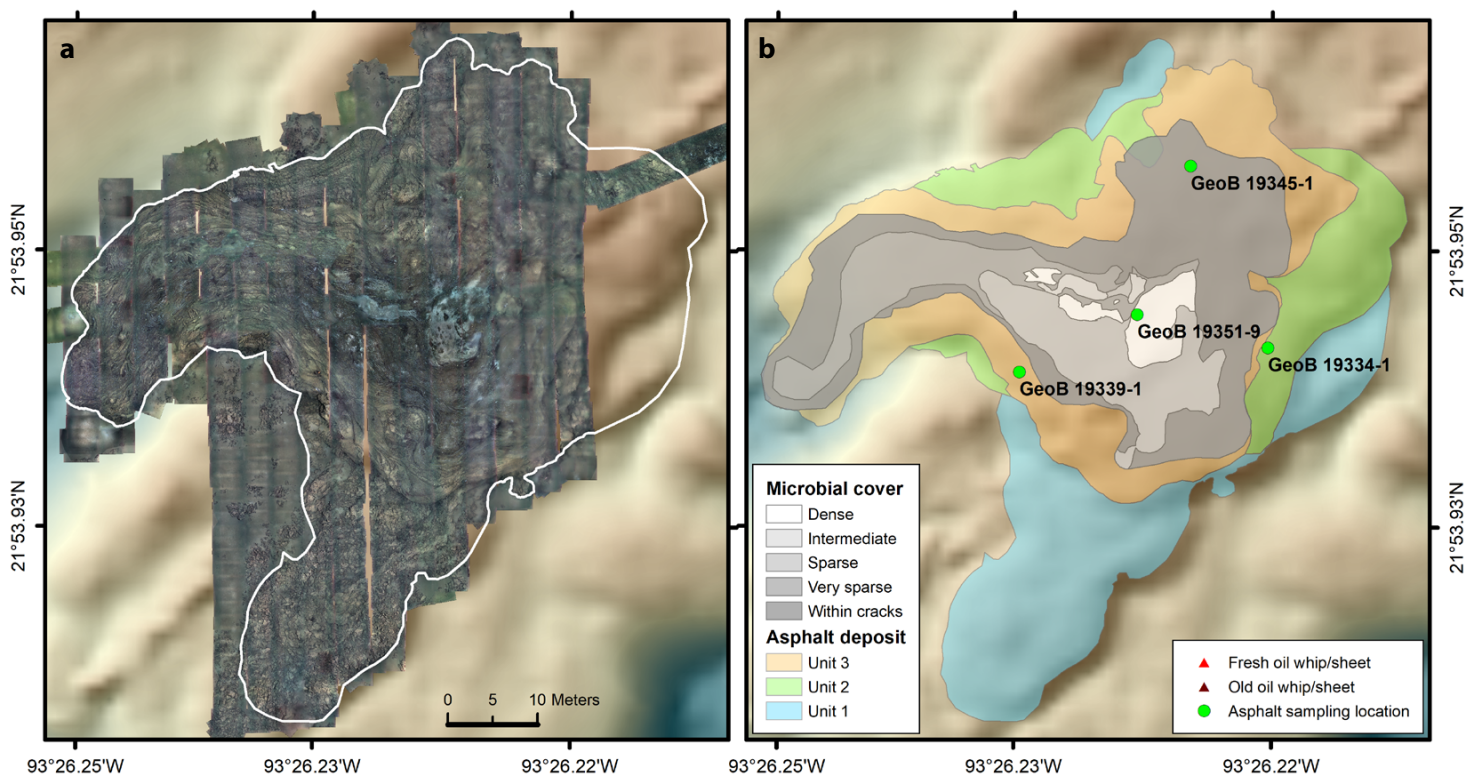 a
b
21°53.95'N
21°53.93'N
0 5 10 Meters
93°26.25'W
93°26.23'W
93°26.22'W
GeoB 19345-1
GeoB 19351-9
GeoB 19334-1
GeoB 19339-1
Microbial cover
Dense
Intermediate
Sparse
Very sparse
Within cracks
Asphalt deposit
Unit 3
Unit 2
Unit 1
Fresh oil whip/sheet
Old oil whip/sheet
Asphalt sampling location
21°53.95'N
21°53.93'N
93°26.25'W
93°26.23'W
93°26.22'W